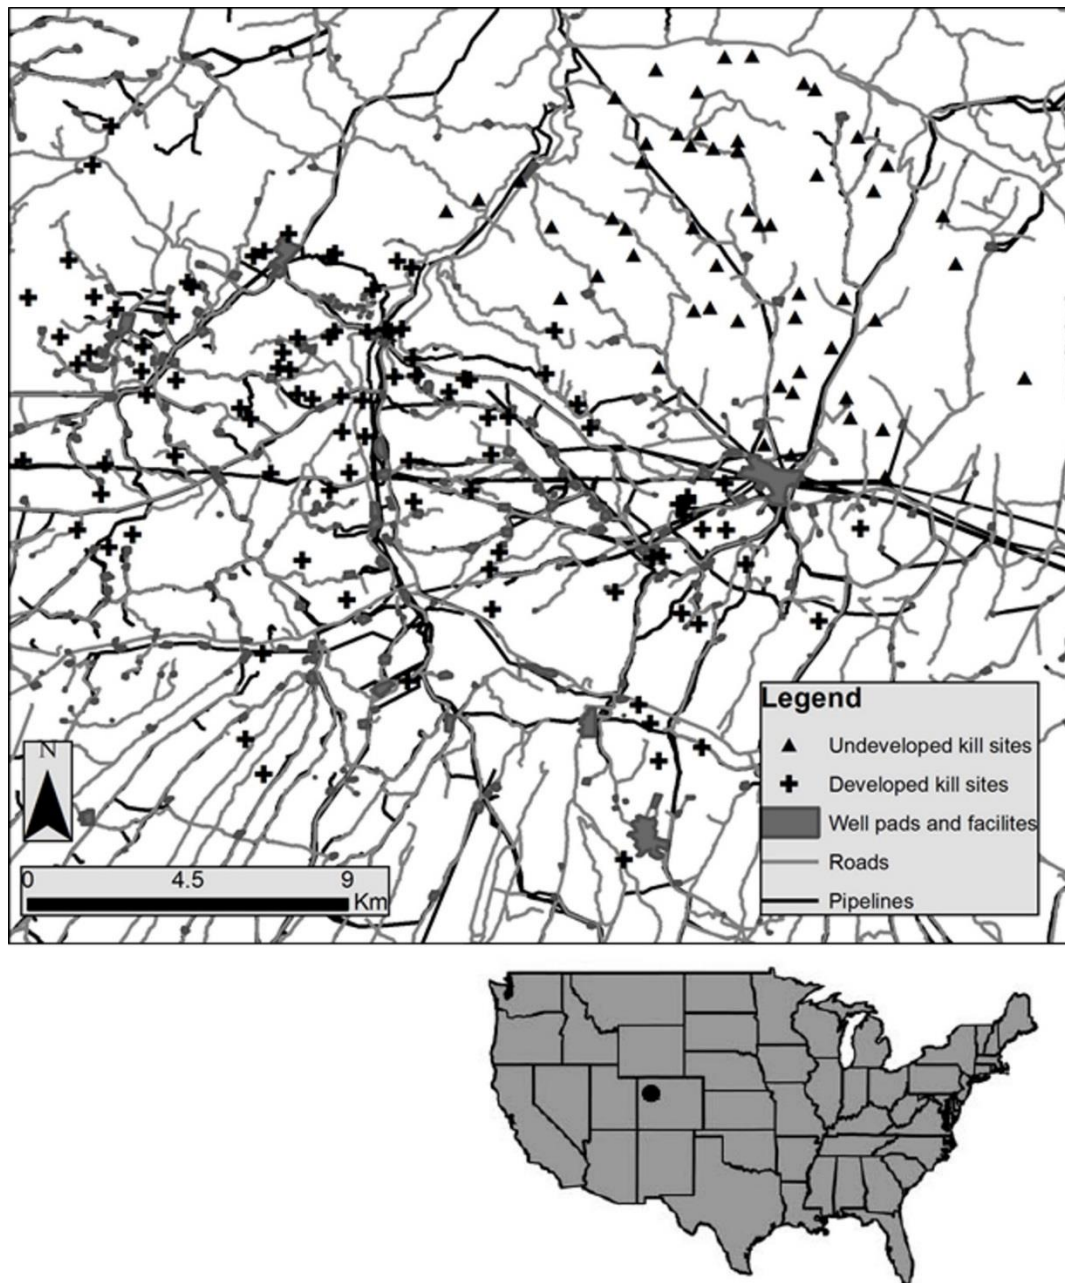 Legend
Undeveloped kill sites
Developed kill sites
Well pads and facilites
Roads
Pipelines
N
0 4.5 9
Km